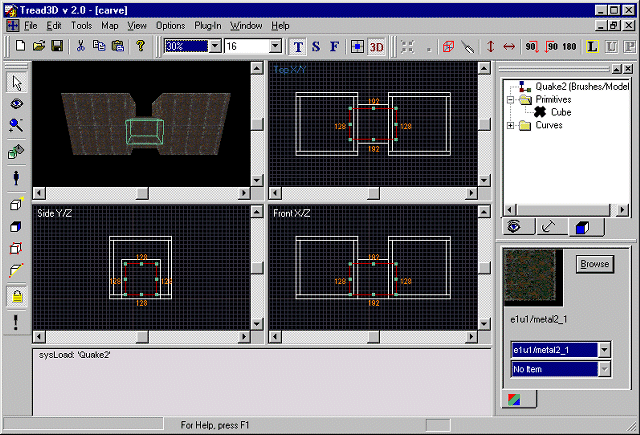 Tread3D v 2.0 - [carve]
File Edit Tools Map View Options Plug-In Window Help
30% 16 T S F 3D 90 90 180 L U P
Top X/Y
192
128 128
192
Quake2 (Brushes/Model
Primitives
Cube
Curves
Side Y/Z
128
128 128
128
Front X/Z
192
128 128
192
Browse
e1u1/metal2_1
e1u1/metal2_1
No Item
sysLoad: 'Quake2'
For Help, press F1